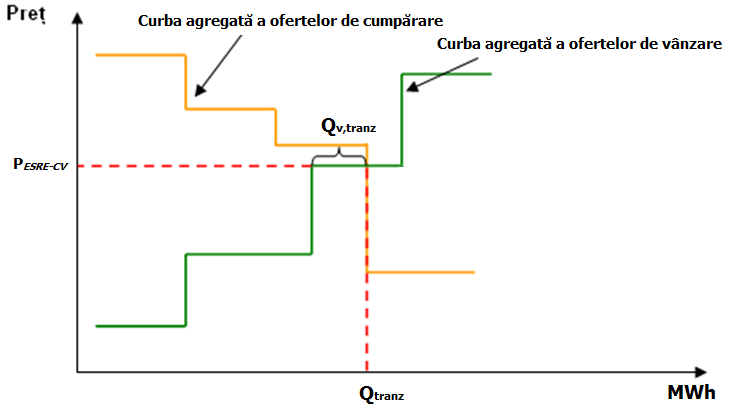 Preț
Curba agregată a ofertelor de cumpărare
Curba agregată a ofertelor de vânzare
Qv,tranz
PESRE-CV
Qtranz
MWh